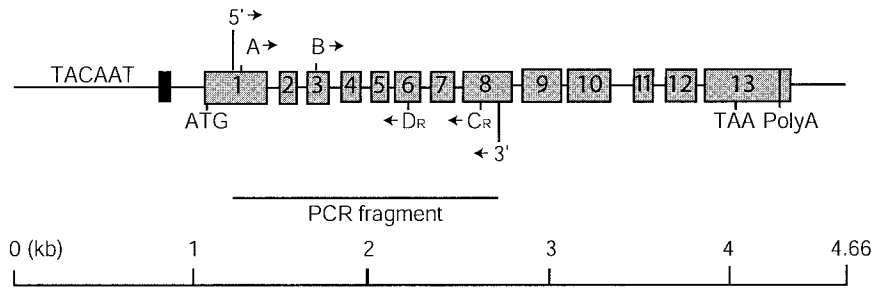 5'
A B
TACAAT 1 2 3 4 5 6 7 8 9 10 11 12 13
ATG DR CR TAA PolyA
3'
PCR fragment
0 (kb) 1 2 3 4 4.66